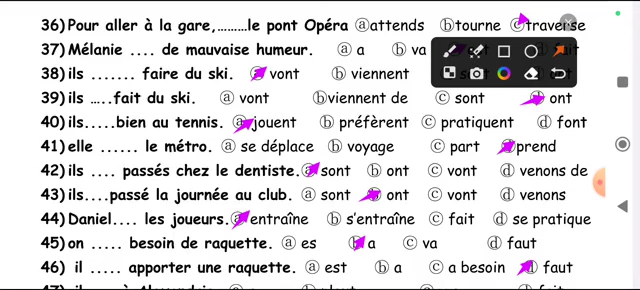 36) Pour aller à la gare,.........le pont Opéra ⓐattends ⓑtourne ⓒtraverse
37) Mélanie .... de mauvaise humeur. ⓐ a ⓑ va
38) ils ....... faire du ski. ⓐ vont ⓑ viennent
39) ils .....fait du ski. ⓐ vont ⓑviennent de ⓒ sont ⓓ ont
40) ils.....bien au tennis. ⓐ jouent ⓑ préfèrent ⓒ pratiquent ⓓ font
41) elle ...... le métro. ⓐ se déplace ⓑ voyage ⓒ part ⓓ prend
42) ils .... passés chez le dentiste. ⓐ sont ⓑ ont ⓒ vont ⓓ venons de
43) ils....passé la journée au club. ⓐ sont ⓑ ont ⓒ vont ⓓ venons
44) Daniel.... les joueurs. ⓐ entraîne ⓑ s’entraîne ⓒ fait ⓓ se pratique
45) on ..... besoin de raquette. ⓐ es ⓑ a ⓒ va ⓓ faut
46) il ..... apporter une raquette. ⓐ est ⓑ a ⓒ a besoin ⓓ faut